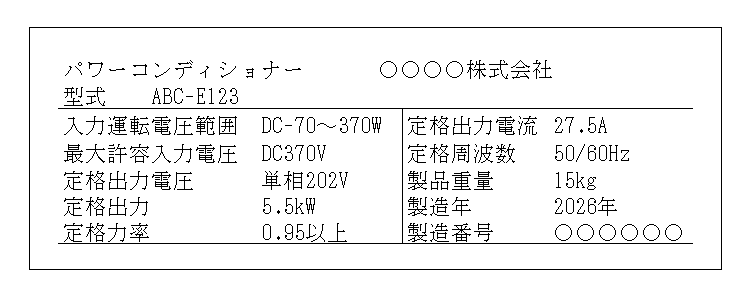 パワーコンディショナー ○○○○株式会社
型式 ABC-E123
入力運転電圧範囲 DC-70～370W 定格出力電流 27.5A
最大許容入力電圧 DC370V 定格周波数 50/60Hz
定格出力電圧 単相202V 製品重量 15kg
定格出力 5.5kW 製造年 2026年
定格力率 0.95以上 製造番号 ○○○○○○